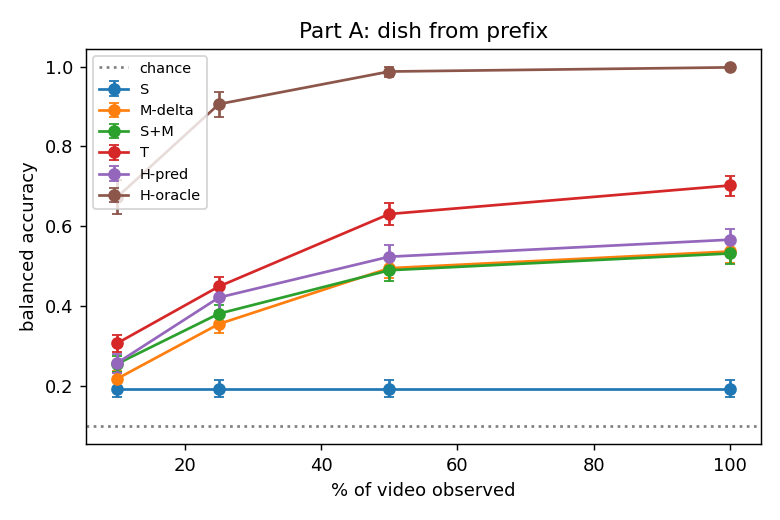 Part A: dish from prefix
1.0
0.8
0.6
0.4
0.2
balanced accuracy
chance
S
M-delta
S+M
T
H-pred
H-oracle
20 40 60 80 100
% of video observed